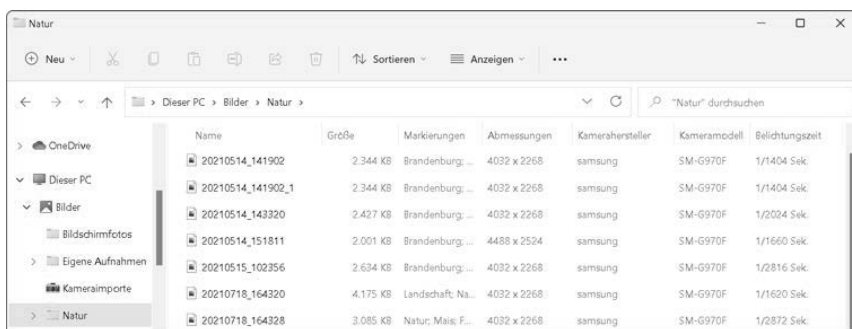 Natur
Neu
Sortieren
Anzeigen
Dieser PC > Bilder > Natur >
"Natur" durchsuchen
OneDrive
Dieser PC
Bilder
Bildschirmfotos
Eigene Aufnahmen
Kameraimporte
Natur
Name Größe Markierungen Abmessungen Kamerahersteller Kameramodell Belichtungszeit
20210514_141902 2.344 KB Brandenburg; ... 4032 x 2268 samsung SM-G970F 1/1404 Sek.
20210514_141902_1 2.344 KB Brandenburg; ... 4032 x 2268 samsung SM-G970F 1/1404 Sek.
20210514_143320 2.427 KB Brandenburg; ... 4032 x 2268 samsung SM-G970F 1/2024 Sek.
20210514_151811 2.001 KB Brandenburg; ... 4488 x 2524 samsung SM-G970F 1/1660 Sek.
20210515_102356 2.634 KB Brandenburg; ... 4032 x 2268 samsung SM-G970F 1/2816 Sek.
20210718_164320 4.175 KB Landschaft; Na... 4032 x 2268 samsung SM-G970F 1/1620 Sek.
20210718_164328 3.085 KB Natur; Mais; F... 4032 x 2268 samsung SM-G970F 1/2872 Sek.